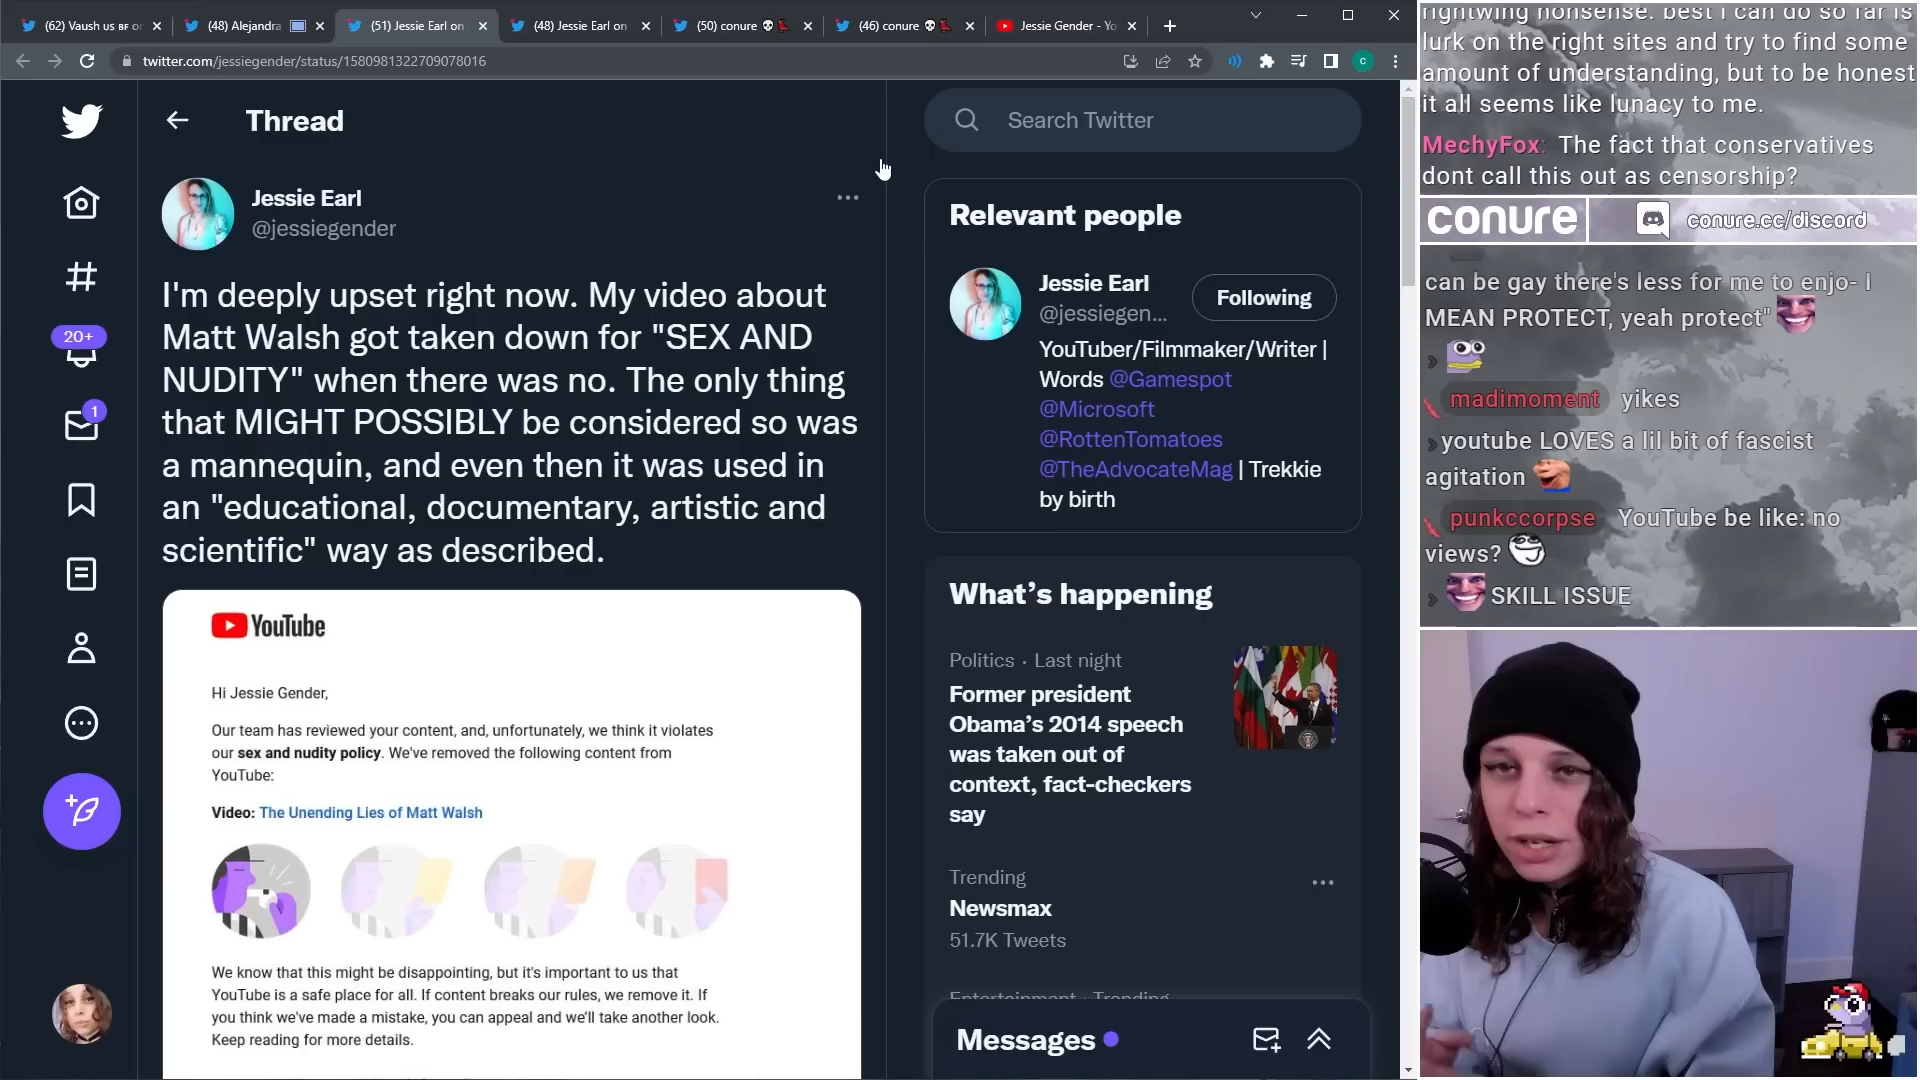 (62) Vaush us BF or
(48) Alejandra
(51) Jessie Earl on
(48) Jessie Earl on
(50) conure
(46) conure
Jessie Gender - Yo
twitter.com/jessiegender/status/1580981322709078016
C
Thread
Search Twitter
Jessie Earl
@jessiegender
I'm deeply upset right now. My video about
Matt Walsh got taken down for "SEX AND
NUDITY" when there was no. The only thing
that MIGHT POSSIBLY be considered so was
a mannequin, and even then it was used in
an "educational, documentary, artistic and
scientific" way as described.
20+
1
YouTube
Hi Jessie Gender,
Our team has reviewed your content, and, unfortunately, we think it violates
our sex and nudity policy. We've removed the following content from
YouTube:
Video: The Unending Lies of Matt Walsh
We know that this might be disappointing, but it's important to us that
YouTube is a safe place for all. If content breaks our rules, we remove it. If
you think we've made a mistake, you can appeal and we'll take another look.
Keep reading for more details.
Relevant people
Jessie Earl
@jessiegen...
Following
YouTuber/Filmmaker/Writer |
Words @Gamespot
@Microsoft
@RottenTomatoes
@TheAdvocateMag | Trekkie
by birth
What's happening
Politics · Last night
Former president
Obama's 2014 speech
was taken out of
context, fact-checkers
say
Trending
Newsmax
51.7K Tweets
Entertainment · Trending
Messages
rightwing nonsense. best i can do so far is
lurk on the right sites and try to find some
amount of understanding, but to be honest
it all seems like lunacy to me.
MechyFox: The fact that conservatives
dont call this out as censorship?
conure
conure.cc/discord
can be gay there's less for me to enjo- I
MEAN PROTECT, yeah protect"
madimoment yikes
youtube LOVES a lil bit of fascist
agitation
punkccorpse YouTube be like: no
views?
SKILL ISSUE